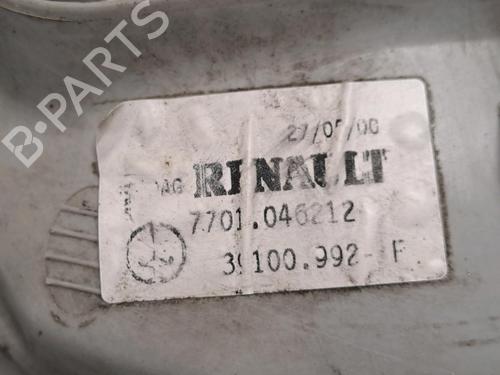 B-PARTS
27/05/00
RENAULT
7701.046212
39100.992- F